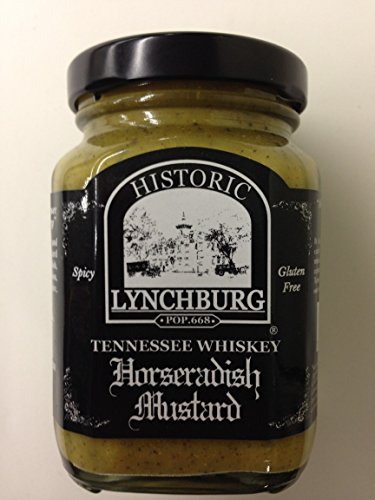 HISTORIC
LYNCHBURG
• POP.668 •
®
Spicy
Gluten
Free
TENNESSEE WHISKEY
Horseradish
Mustard